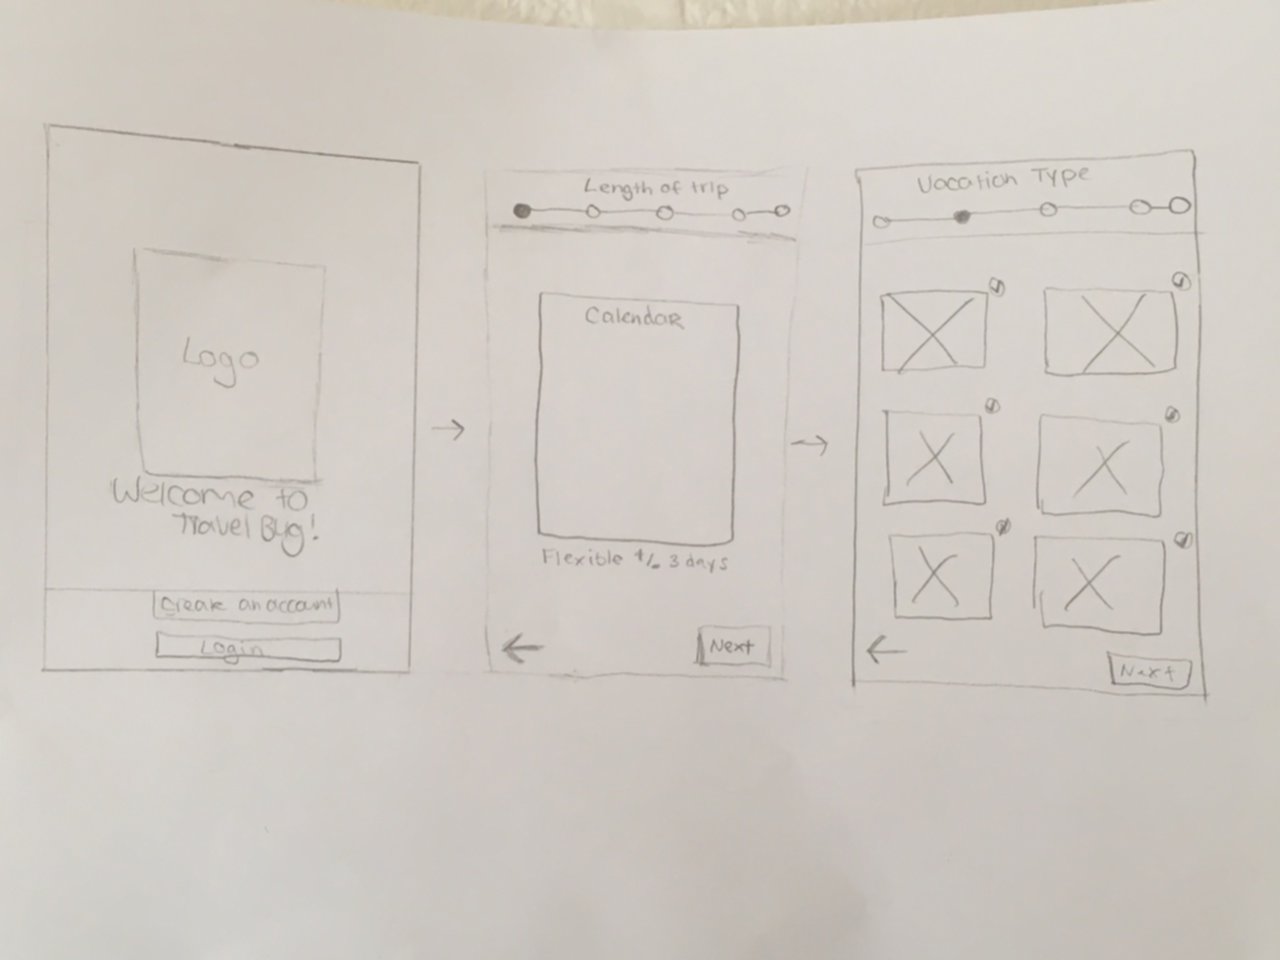 Logo
Welcome to
Travel Bug!
Create an account
Login
Length of trip
Calendar
Flexible +/- 3 days
Next
Vacation Type
Next